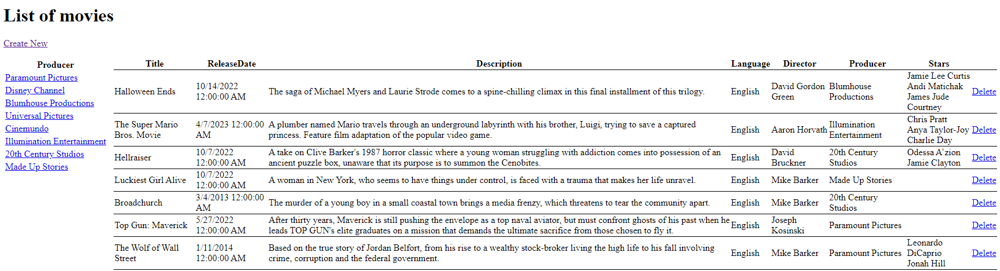 List of movies
Create New
Producer
Paramount Pictures
Disney Channel
Blumhouse Productions
Universal Pictures
Cinemundo
Illumination Entertainment
20th Century Studios
Made Up Stories
Title ReleaseDate Description Language Director Producer Stars
Halloween Ends
10/14/2022
12:00:00 AM
The saga of Michael Myers and Laurie Strode comes to a spine-chilling climax in this final installment of this trilogy.
English
David Gordon
Green
Blumhouse
Productions
Jamie Lee Curtis
Andi Matichak
James Jude
Courtney
Delete
The Super Mario
Bros. Movie
4/7/2023 12:00:00
AM
A plumber named Mario travels through an underground labyrinth with his brother, Luigi, trying to save a captured
princess. Feature film adaptation of the popular video game.
English
Aaron Horvath
Illumination
Entertainment
Chris Pratt
Anya Taylor-Joy
Charlie Day
Delete
Hellraiser
10/7/2022
12:00:00 AM
A take on Clive Barker's 1987 horror classic where a young woman struggling with addiction comes into possession of an
ancient puzzle box, unaware that its purpose is to summon the Cenobites.
English
David
Bruckner
20th Century
Studios
Odessa A’zion
Jamie Clayton
Delete
Luckiest Girl Alive
10/7/2022
12:00:00 AM
A woman in New York, who seems to have things under control, is faced with a trauma that makes her life unravel.
English
Mike Barker
Made Up Stories
Delete
Broadchurch
3/4/2013 12:00:00
AM
The murder of a young boy in a small coastal town brings a media frenzy, which threatens to tear the community apart.
English
Mike Barker
20th Century
Studios
Delete
Top Gun: Maverick
5/27/2022
12:00:00 AM
After thirty years, Maverick is still pushing the envelope as a top naval aviator, but must confront ghosts of his past when he
leads TOP GUN's elite graduates on a mission that demands the ultimate sacrifice from those chosen to fly it.
English
Joseph
Kosinski
Paramount Pictures
Delete
The Wolf of Wall
Street
1/11/2014
12:00:00 AM
Based on the true story of Jordan Belfort, from his rise to a wealthy stock-broker living the high life to his fall involving
crime, corruption and the federal government.
English
Mike Barker
Paramount Pictures
Leonardo
DiCaprio
Jonah Hill
Delete